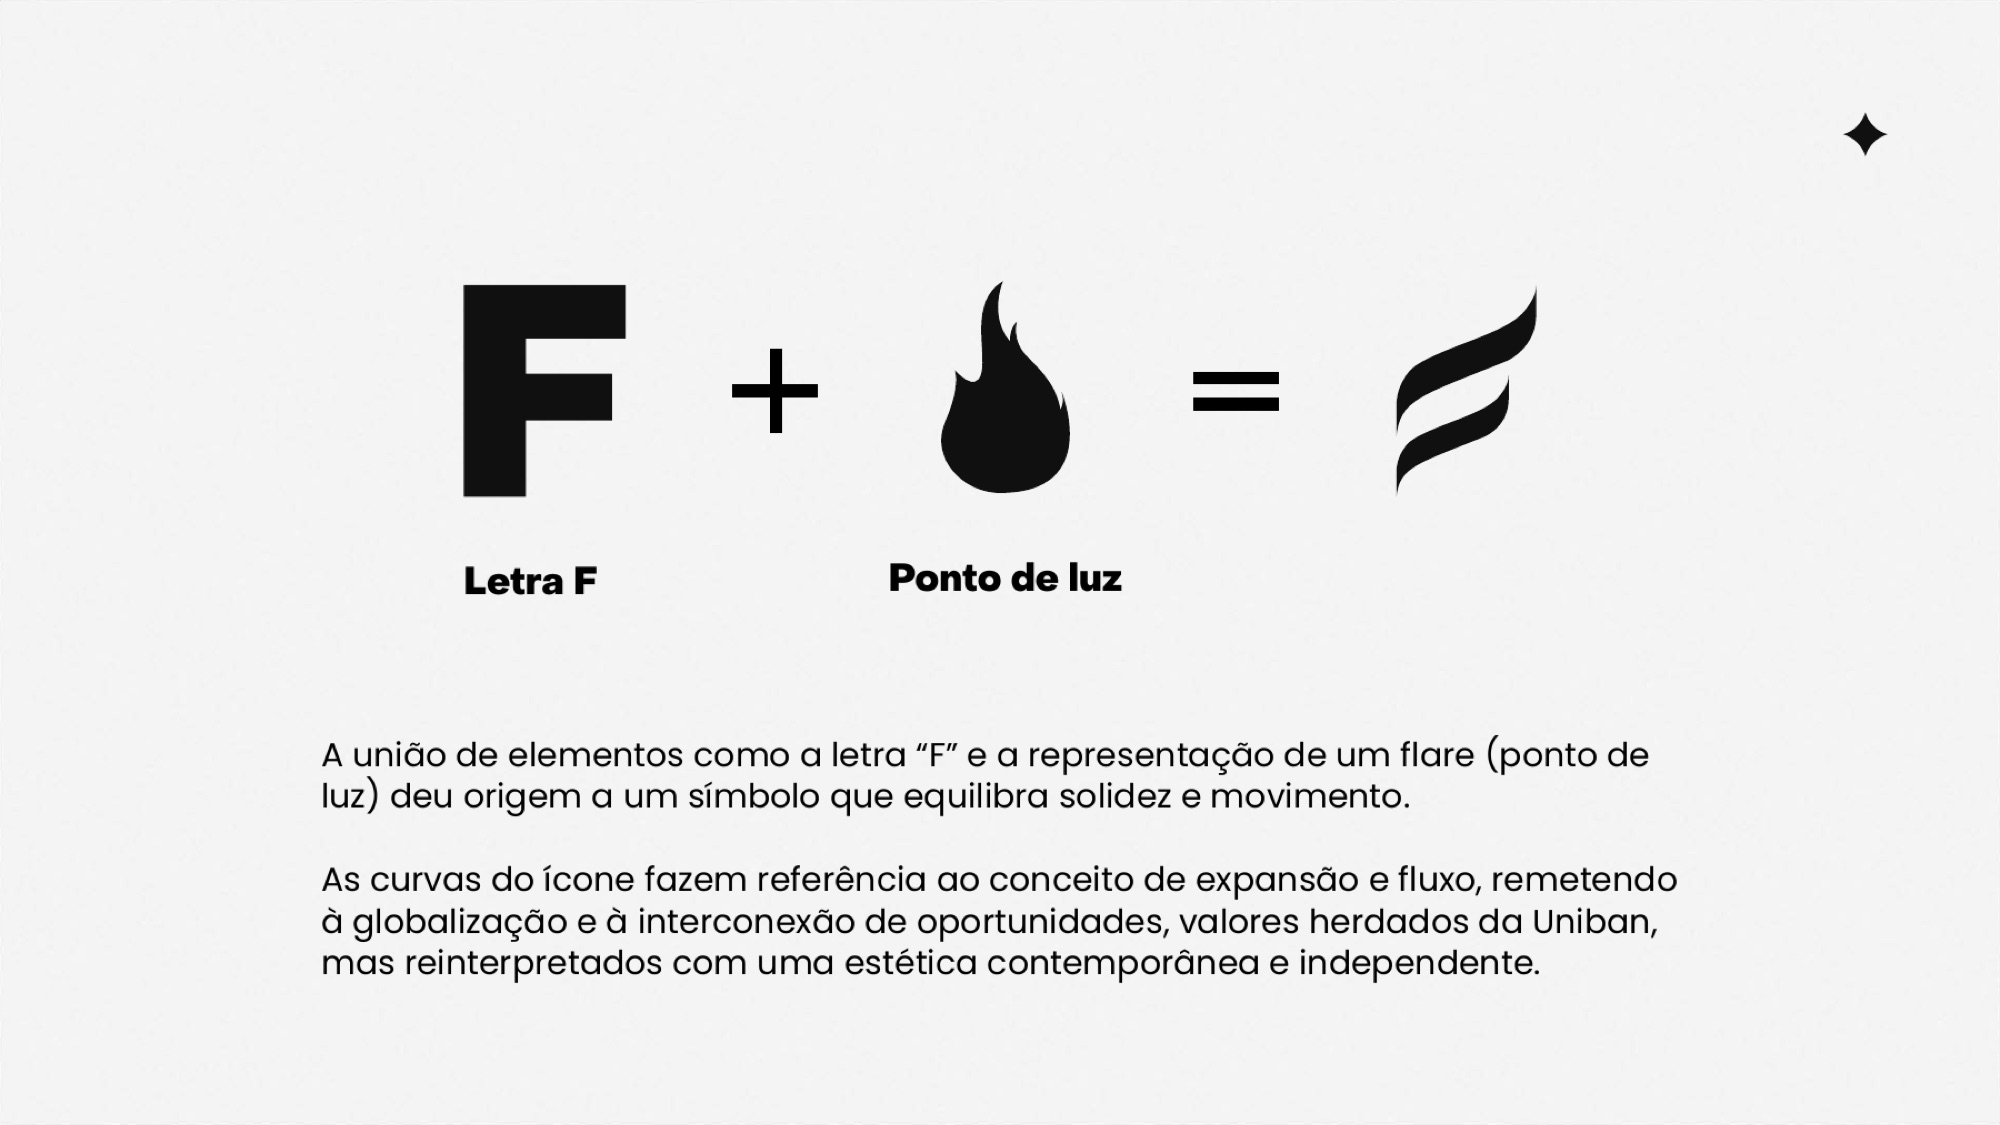 F + =
Letra F
Ponto de luz
A união de elementos como a letra “F” e a representação de um flare (ponto de
luz) deu origem a um símbolo que equilibra solidez e movimento.
As curvas do ícone fazem referência ao conceito de expansão e fluxo, remetendo
à globalização e à interconexão de oportunidades, valores herdados da Uniban,
mas reinterpretados com uma estética contemporânea e independente.